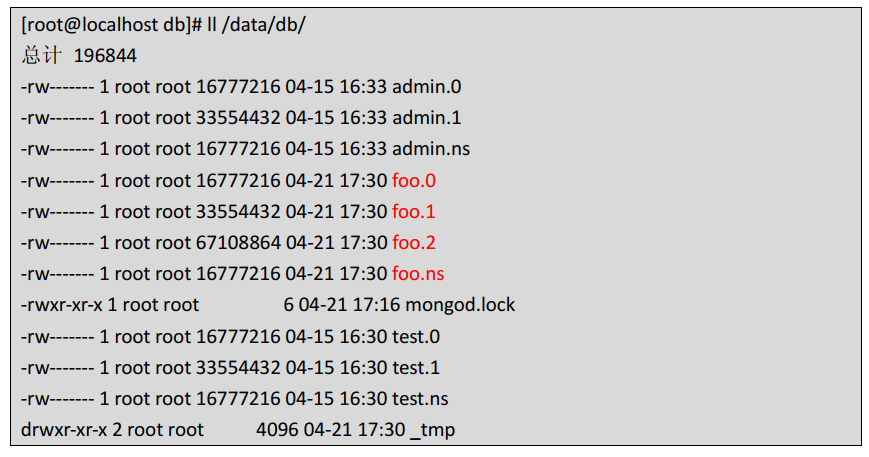 [root@localhost db]# ll /data/db/
总计 196844
-rw------- 1 root root 16777216 04-15 16:33 admin.0
-rw------- 1 root root 33554432 04-15 16:33 admin.1
-rw------- 1 root root 16777216 04-15 16:33 admin.ns
-rw------- 1 root root 16777216 04-21 17:30 foo.0
-rw------- 1 root root 33554432 04-21 17:30 foo.1
-rw------- 1 root root 67108864 04-21 17:30 foo.2
-rw------- 1 root root 16777216 04-21 17:30 foo.ns
-rwxr-xr-x 1 root root 6 04-21 17:16 mongod.lock
-rw------- 1 root root 16777216 04-15 16:30 test.0
-rw------- 1 root root 33554432 04-15 16:30 test.1
-rw------- 1 root root 16777216 04-15 16:30 test.ns
drwxr-xr-x 2 root root 4096 04-21 17:30 _tmp